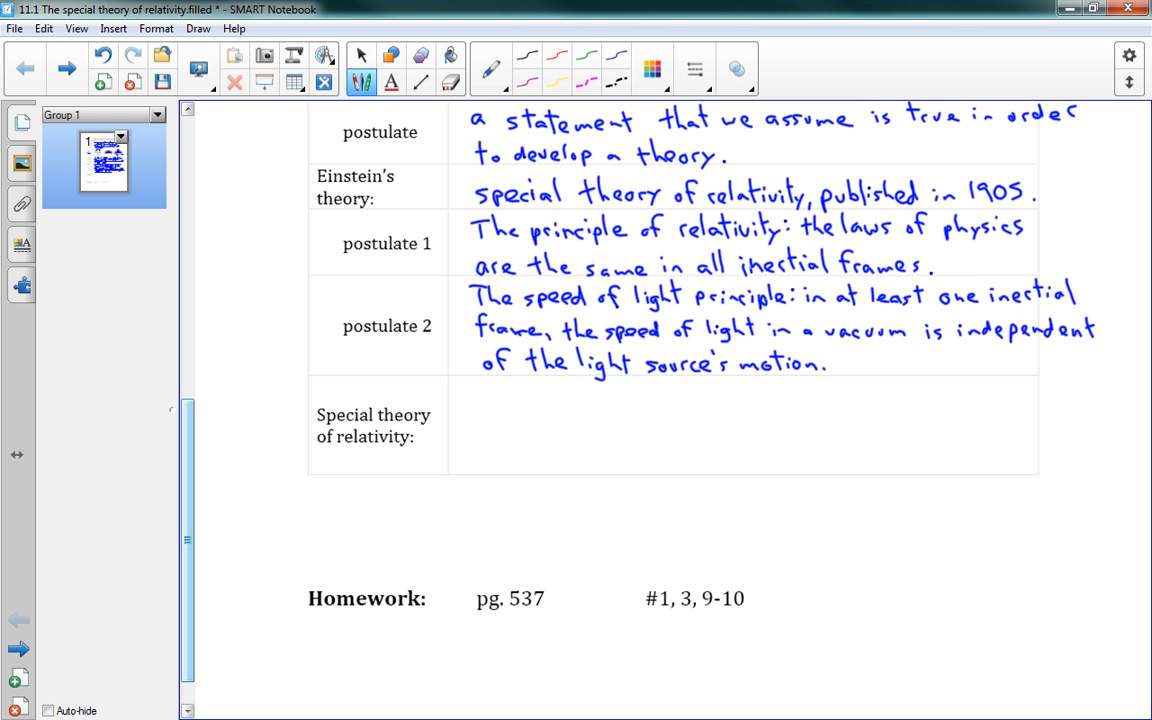 11.1 The special theory of relativity.filled * - SMART Notebook
File Edit View Insert Format Draw Help
Group 1
1
postulate
a statement that we assume is true in order
to develop a theory.
Einstein's
theory:
special theory of relativity, published in 1905.
postulate 1
The principle of relativity: the laws of physics
are the same in all inertial frames.
postulate 2
The speed of light principle: in at least one inertial
frame, the speed of light in a vacuum is independent
of the light source's motion.
Special theory
of relativity:
Homework: pg. 537 #1, 3, 9-10
Auto-hide